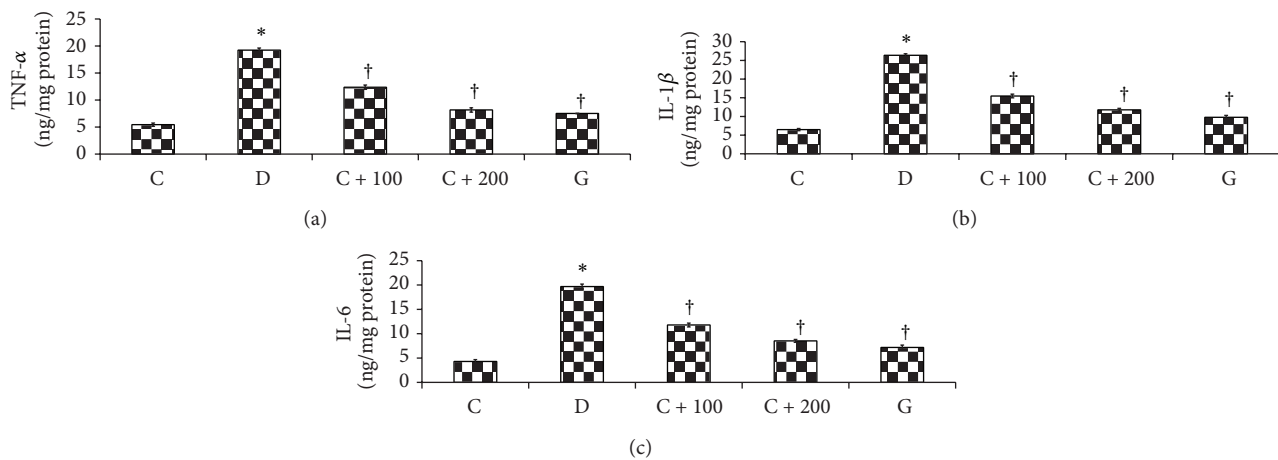 TNF-α
(ng/mg protein)
25
20
15
10
5
0
*
†
†
†
C D C + 100 C + 200 G
(a)
IL-1β
(ng/mg protein)
30
25
20
15
10
5
0
*
†
†
†
C D C + 100 C + 200 G
(b)
IL-6
(ng/mg protein)
25
20
15
10
5
0
*
†
†
†
C D C + 100 C + 200 G
(c)